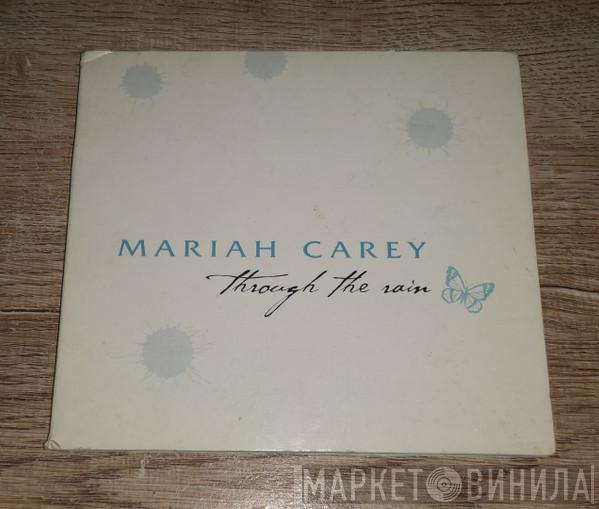 MARIAH CAREY
through the rain
МАРКЕТ ВИНИЛА